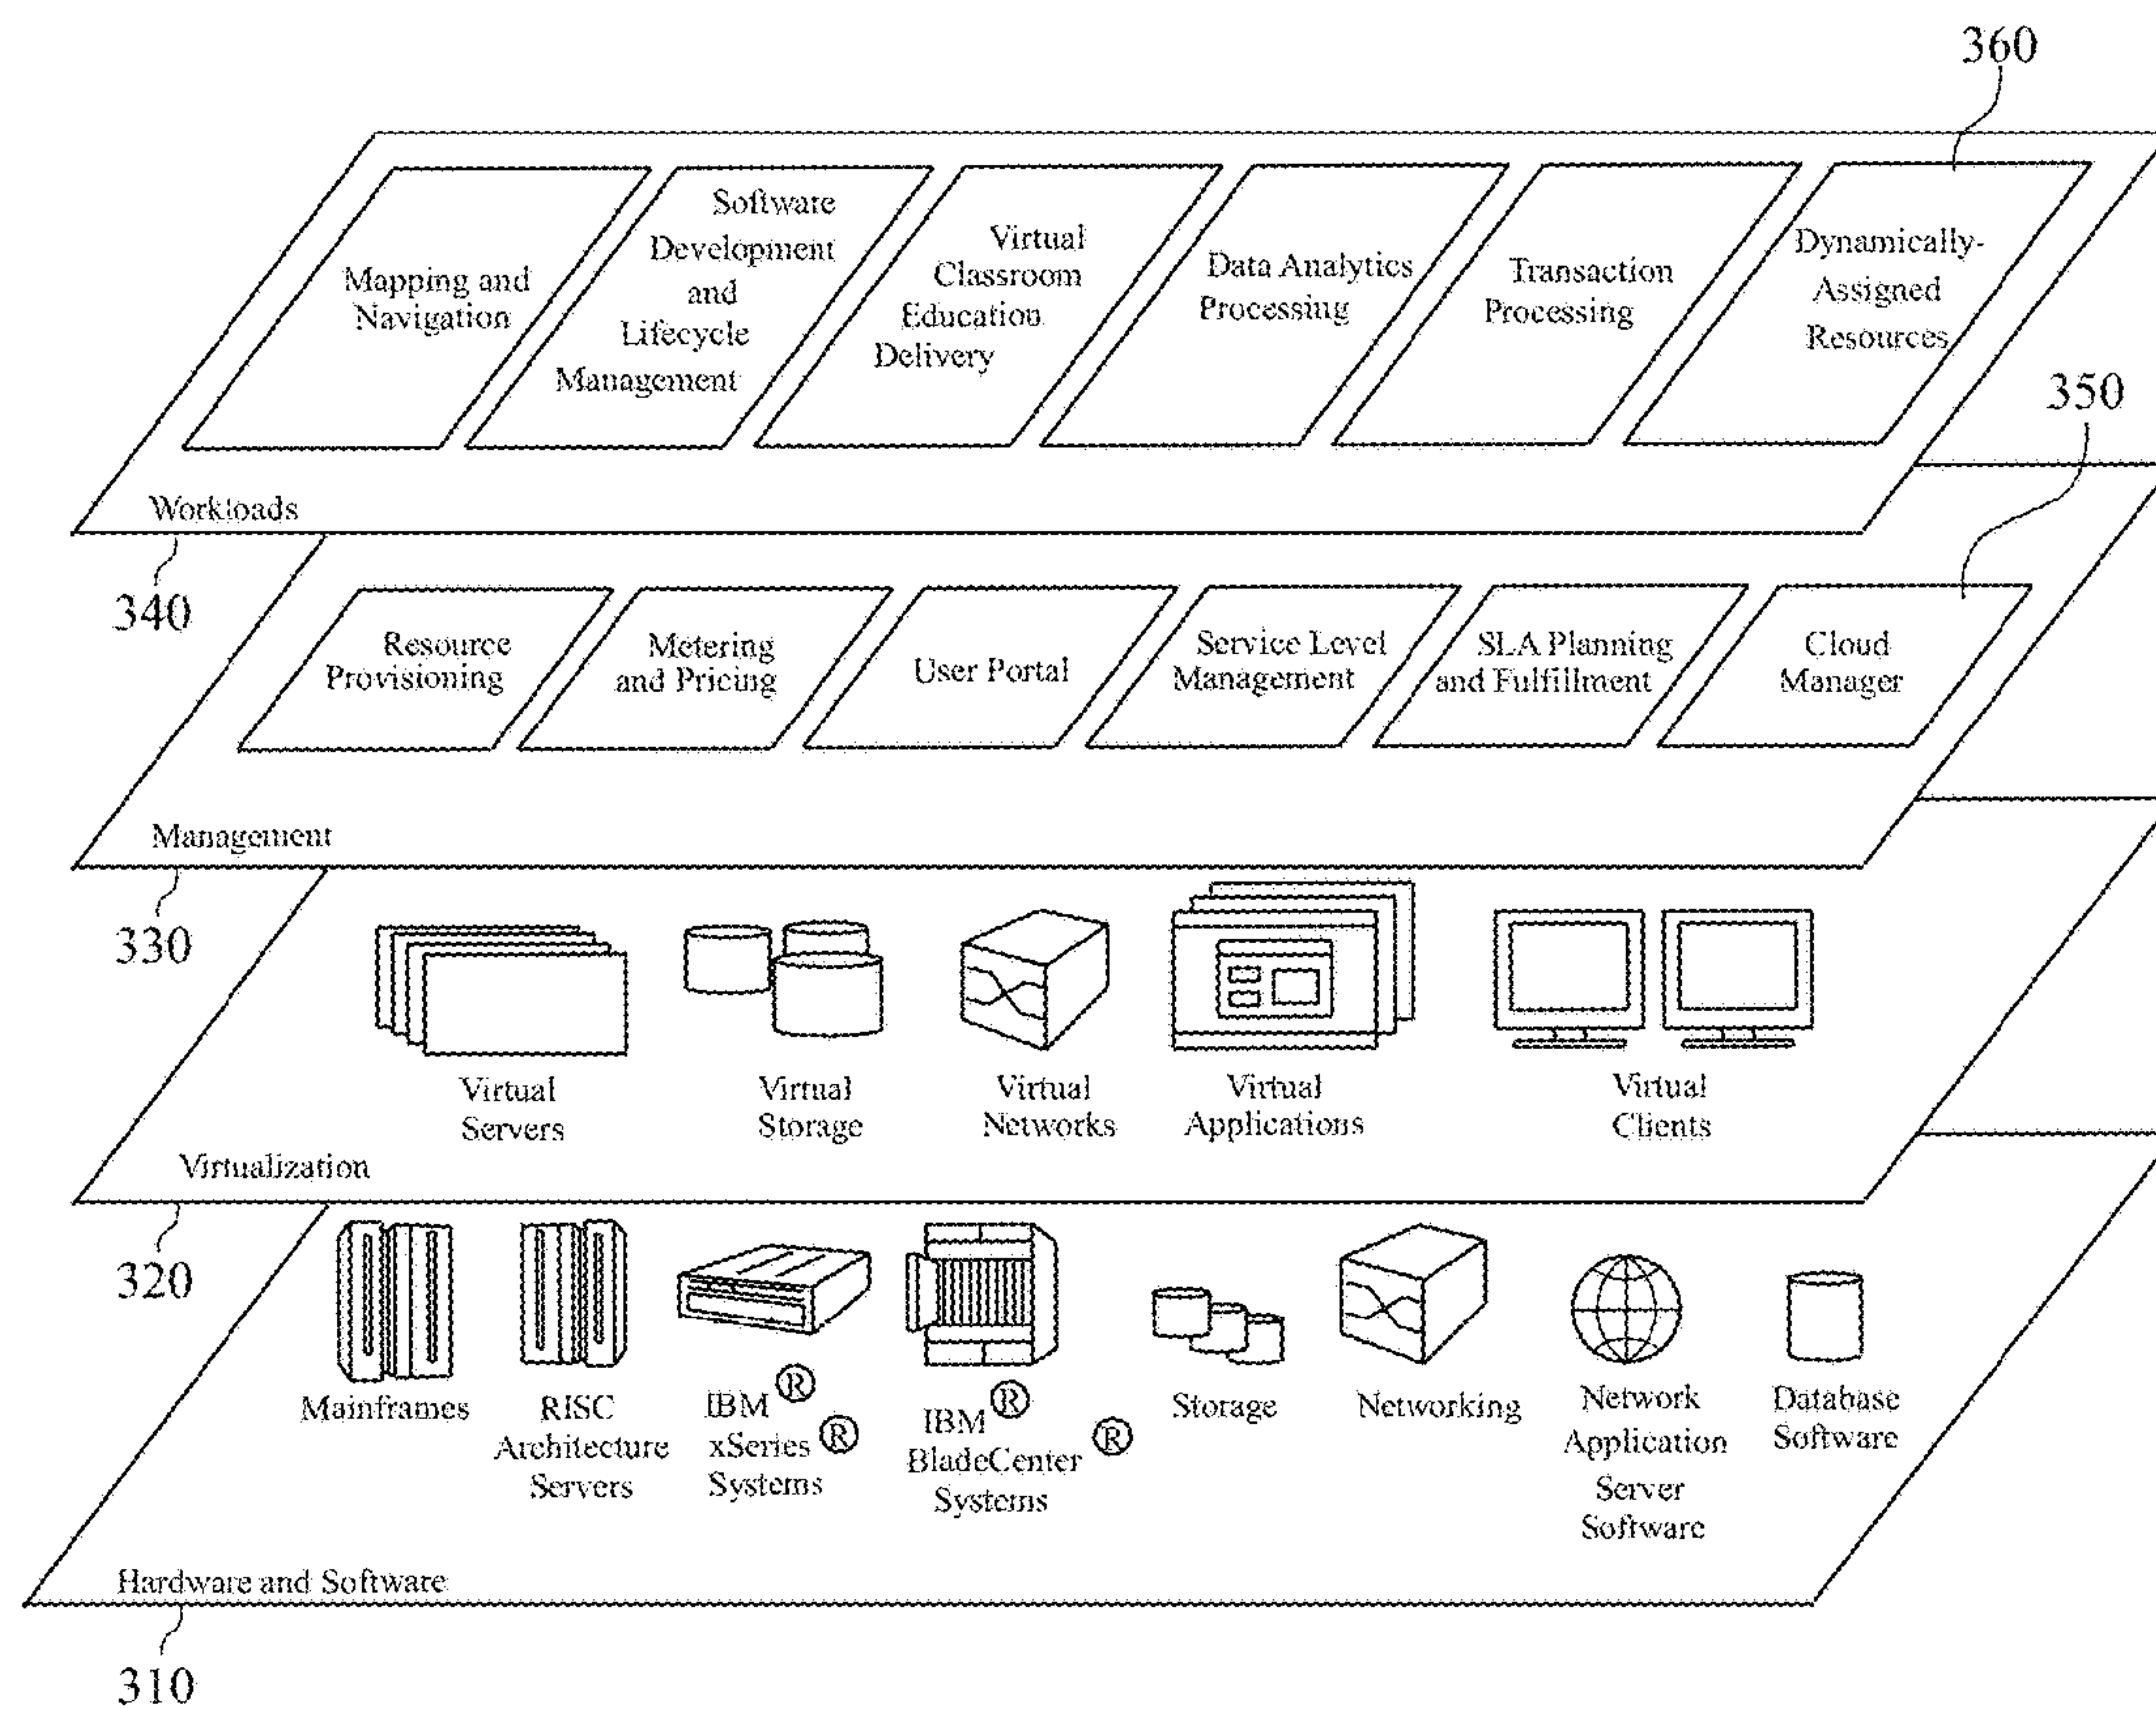 360
Mapping and
Navigation
Software
Development
and
Lifecycle
Management
Virtual
Classroom
Education
Delivery
Data Analytics
Processing
Transaction
Processing
Dynamically-
Assigned
Resources
350
Workloads
340
Resource
Provisioning
Metering
and Pricing
User Portal
Service Level
Management
SLA Planning
and Fulfillment
Cloud
Manager
Management
330
Virtual
Servers
Virtual
Storage
Virtual
Networks
Virtual
Applications
Virtual
Clients
Virtualization
320
Mainframes
RISC
Architecture
Servers
IBM ®
xSeries ®
Systems
IBM ®
BladeCenter ®
Systems
Storage
Networking
Network
Application
Server
Software
Database
Software
Hardware and Software
310